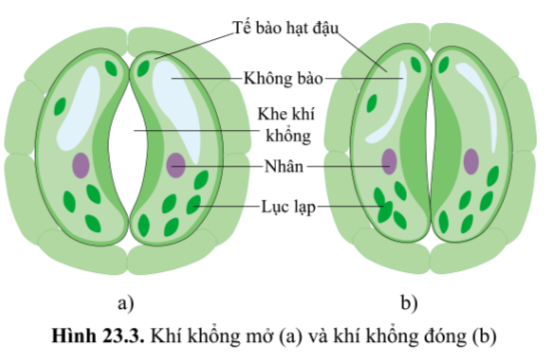 Tế bào hạt đậu
Không bào
Khe khí
khổng
Nhân
Lục lạp
a)
b)
Hình 23.3. Khí khổng mở (a) và khí khổng đóng (b)